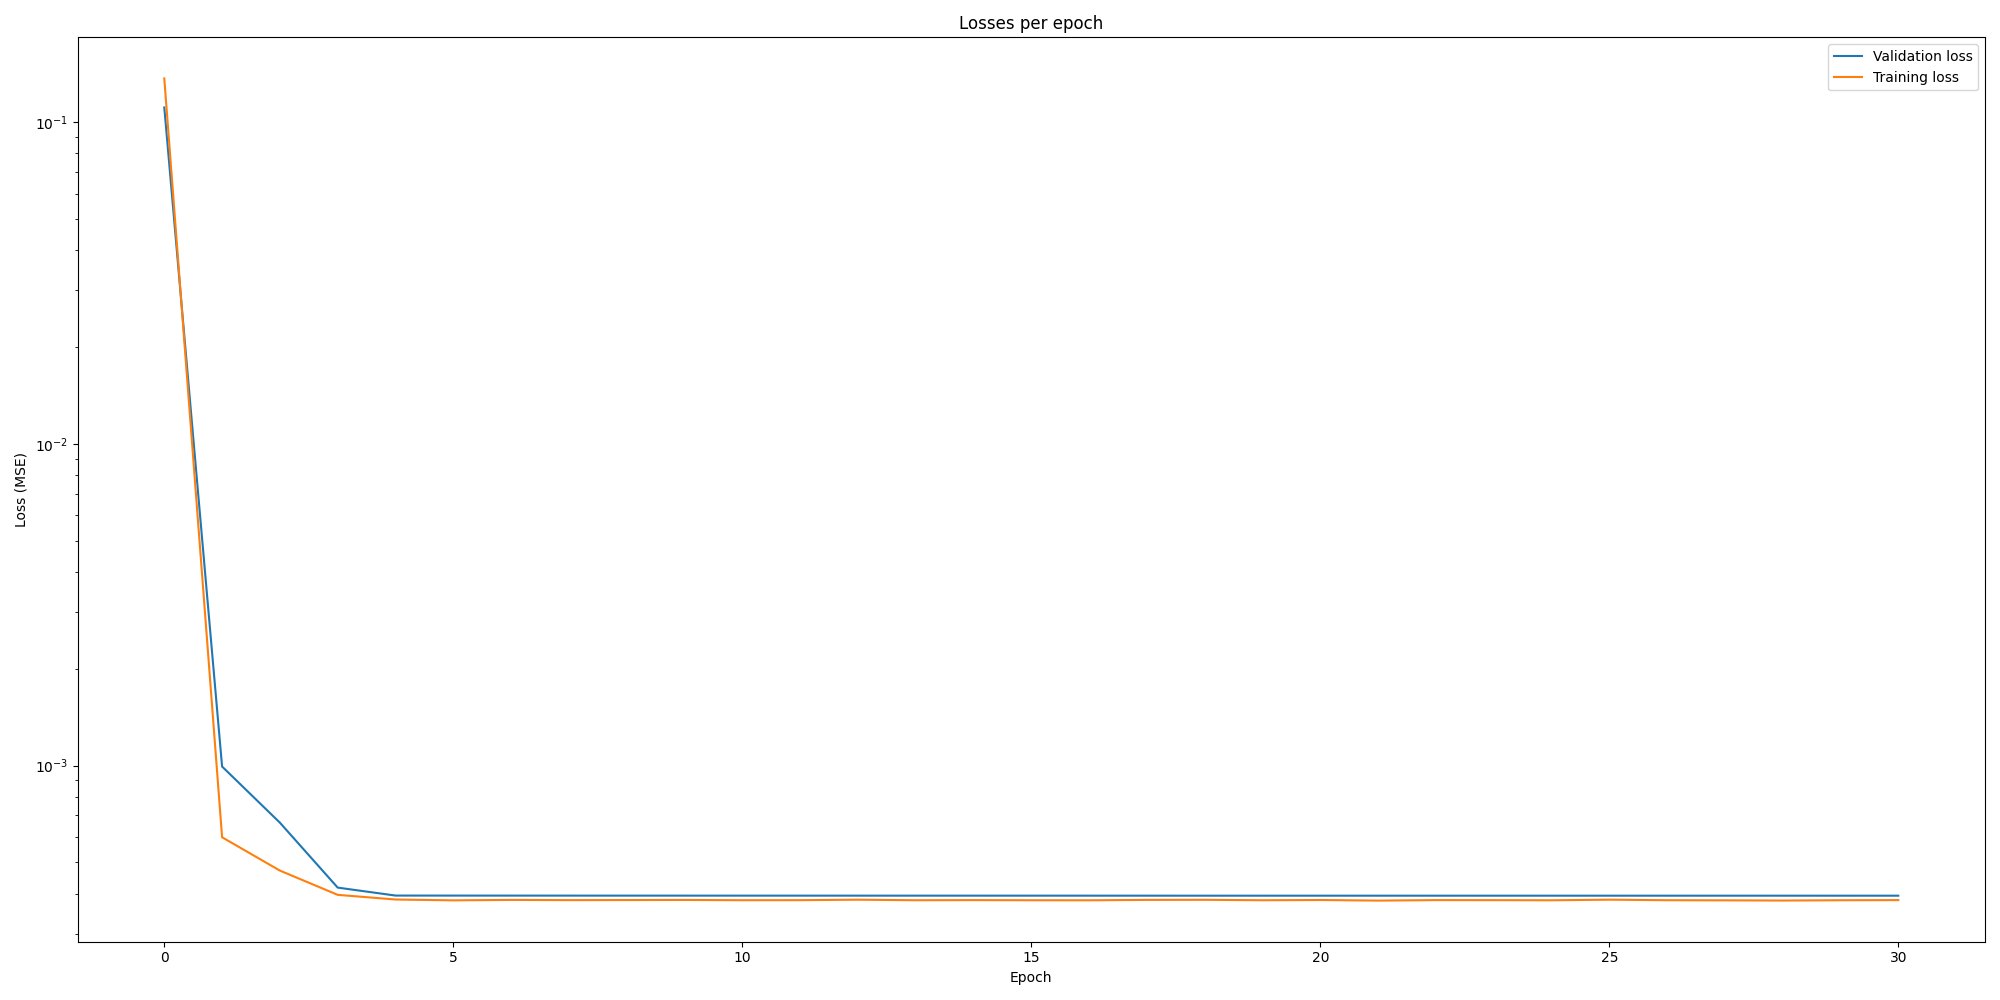 Losses per epoch
Validation loss
Training loss
10⁻¹
10⁻²
10⁻³
Loss (MSE)
0 5 10 15 20 25 30
Epoch